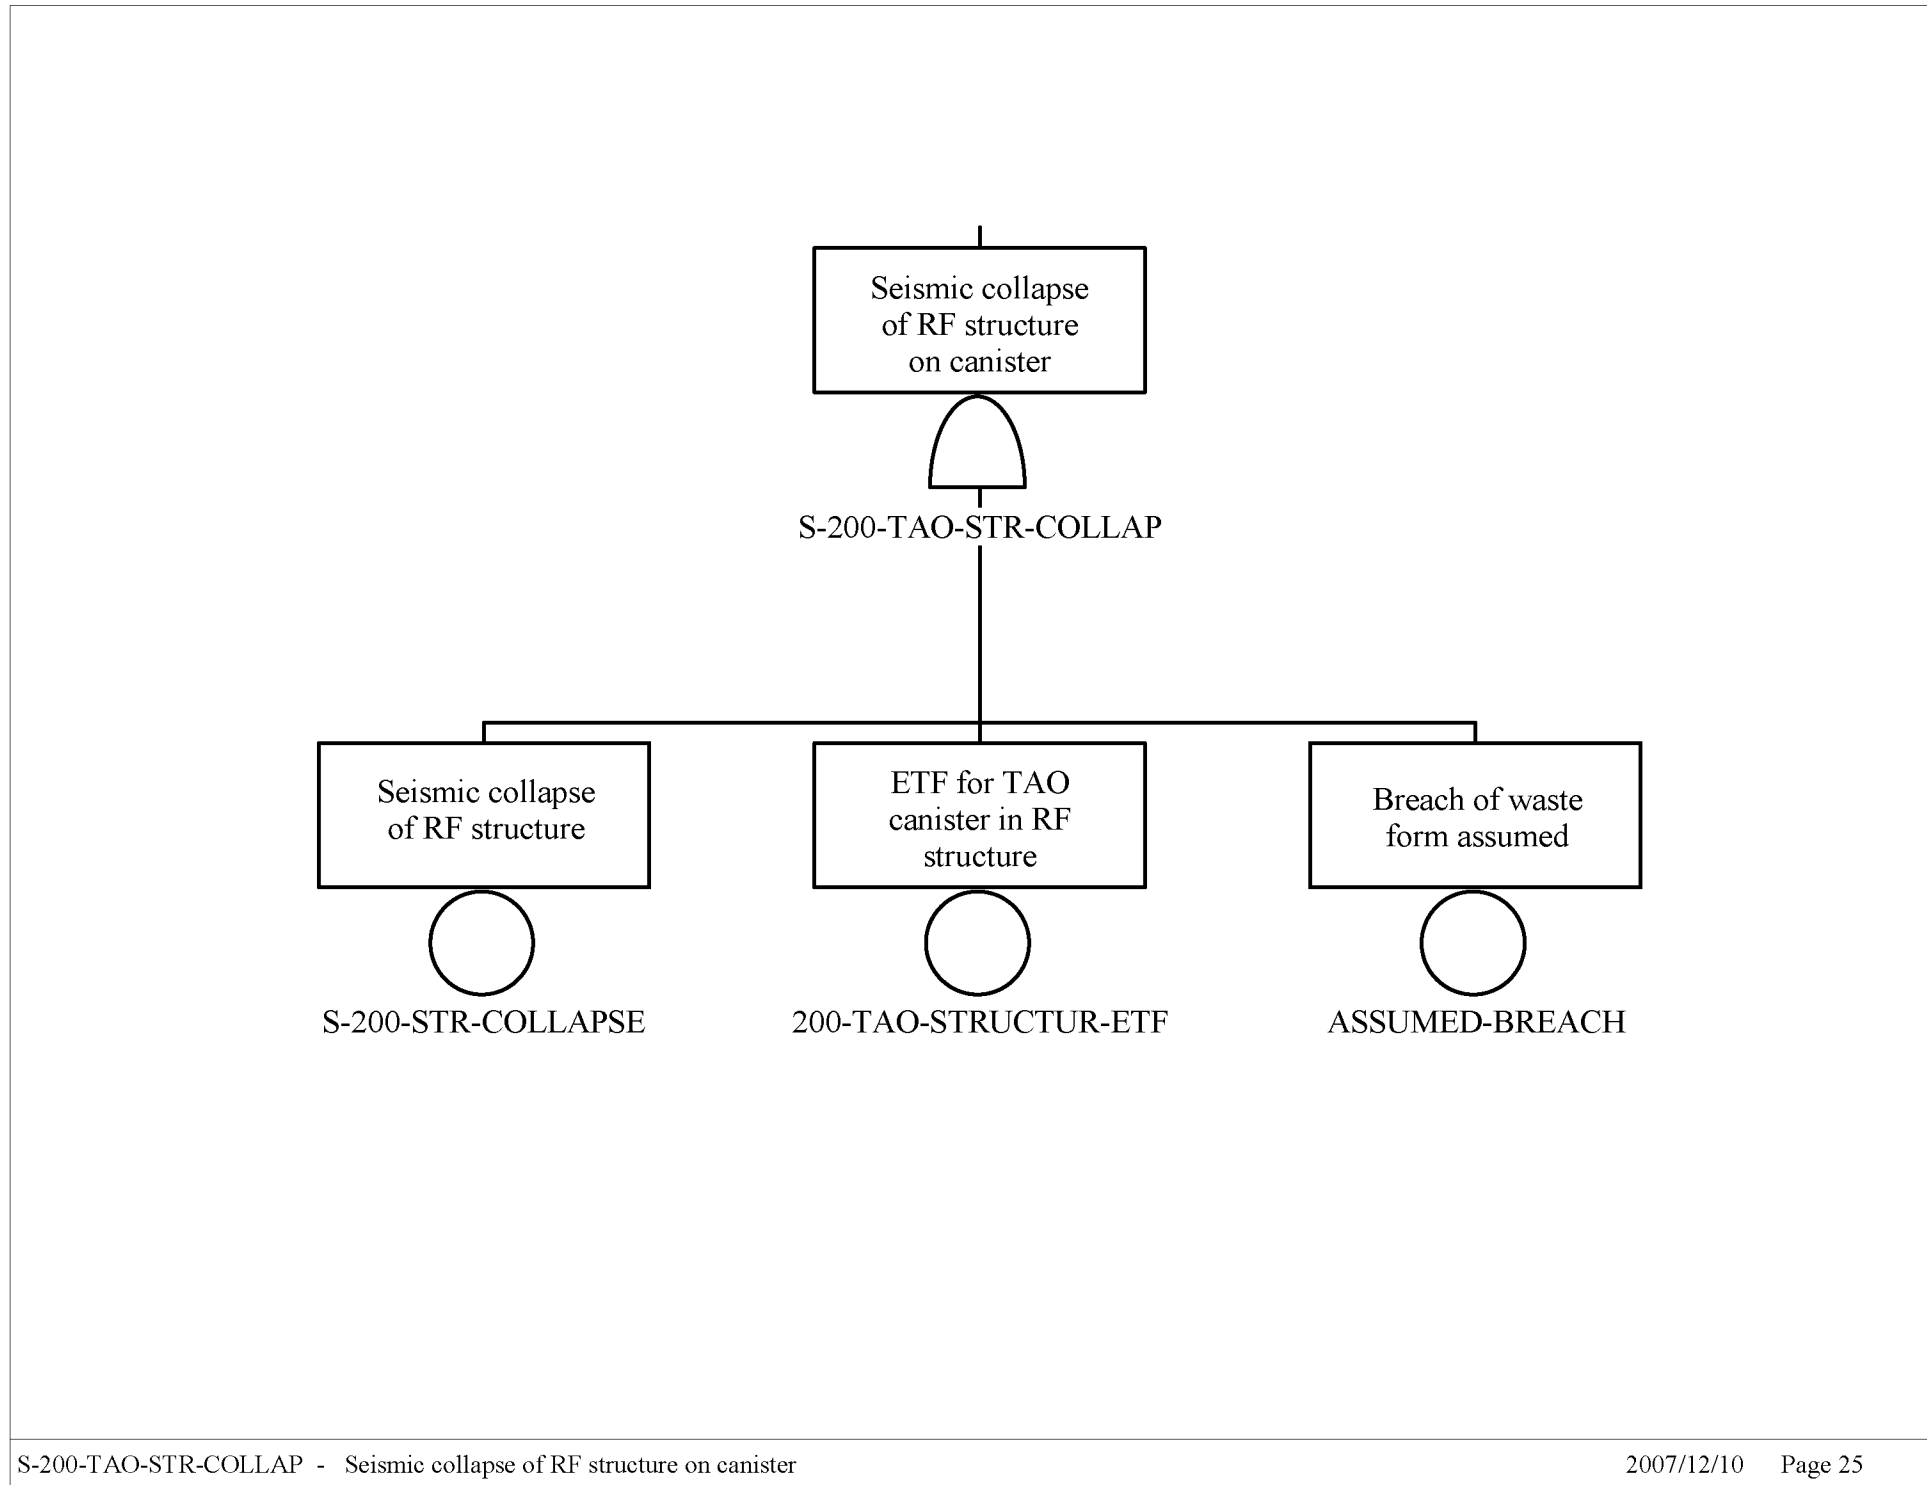 Seismic collapse
of RF structure
on canister
S-200-TAO-STR-COLLAP
Seismic collapse
of RF structure
ETF for TAO
canister in RF
structure
Breach of waste
form assumed
S-200-STR-COLLAPSE
200-TAO-STRUCTUR-ETF
ASSUMED-BREACH
S-200-TAO-STR-COLLAP - Seismic collapse of RF structure on canister
2007/12/10 Page 25